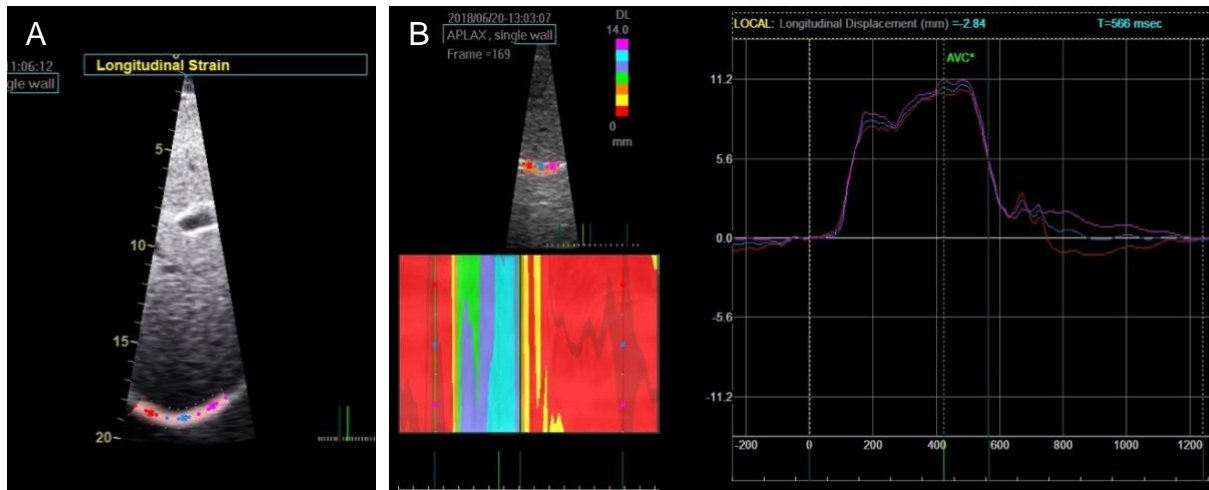 A
Longitudinal Strain
1:06:12
gle wall
0
5
10
15
20
B
2018/06/20-13:03:07
APLAX, single wall
Frame =169
DL
14.0
0
mm
LOCAL: Longitudinal Displacement (mm) =-2.84 T=566 msec
AVC*
11.2
5.6
0.0
-5.6
-11.2
-200 0 200 400 600 800 1000 1200